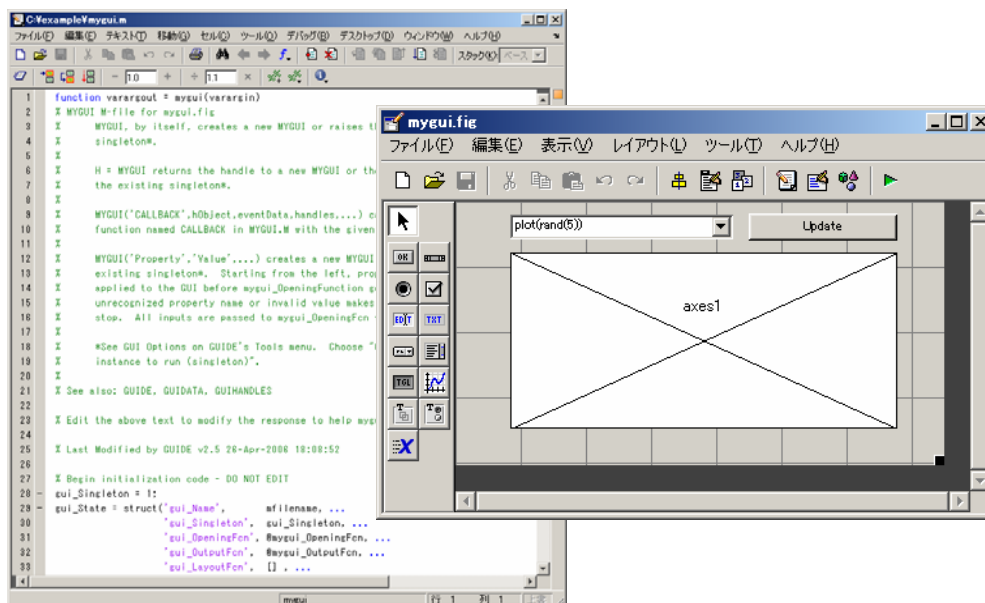 C:¥example¥mygui.m
ファイル(F) 編集(E) テキスト(T) 移動(G) セル(C) ツール(O) デバッグ(B) デスクトップ(D) ウィンドウ(W) ヘルプ(H)
スタック(K): ベース
1.0 1.1
1 function varargout = mygui(varargin)
2 % MYGUI M-file for mygui.fig
3 % MYGUI, by itself, creates a new MYGUI or raises th
4 % singleton*.
5 %
6 % H = MYGUI returns the handle to a new MYGUI or th
7 % the existing singleton*.
8 %
9 % MYGUI('CALLBACK',hObject,eventData,handles,...) c
10 % function named CALLBACK in MYGUI.M with the given
11 %
12 % MYGUI('Property','Value',...) creates a new MYGUI
13 % existing singleton*. Starting from the left, pro
14 % applied to the GUI before mygui_OpeningFunction g
15 % unrecognized property name or invalid value makes
16 % stop. All inputs are passed to mygui_OpeningFcn
17 %
18 % *See GUI Options on GUIDE's Tools menu. Choose "
19 % instance to run (singleton)".
20 %
21 % See also: GUIDE, GUIDATA, GUIHANDLES
22
23 % Edit the above text to modify the response to help mygu
24
25 % Last Modified by GUIDE v2.5 26-Apr-2006 18:08:52
26
27 % Begin initialization code - DO NOT EDIT
28 - gui_Singleton = 1;
29 - gui_State = struct('gui_Name', mfilename, ...
30 'gui_Singleton', gui_Singleton, ...
31 'gui_OpeningFcn', @mygui_OpeningFcn, ...
32 'gui_OutputFcn', @mygui_OutputFcn, ...
33 'gui_LayoutFcn', [] , ...
mygui 行 1 列 1 上書
mygui.fig
ファイル(F) 編集(E) 表示(V) レイアウト(L) ツール(T) ヘルプ(H)
plot(rand(5)) Update
OK
EDIT TXT
TGL
axes1